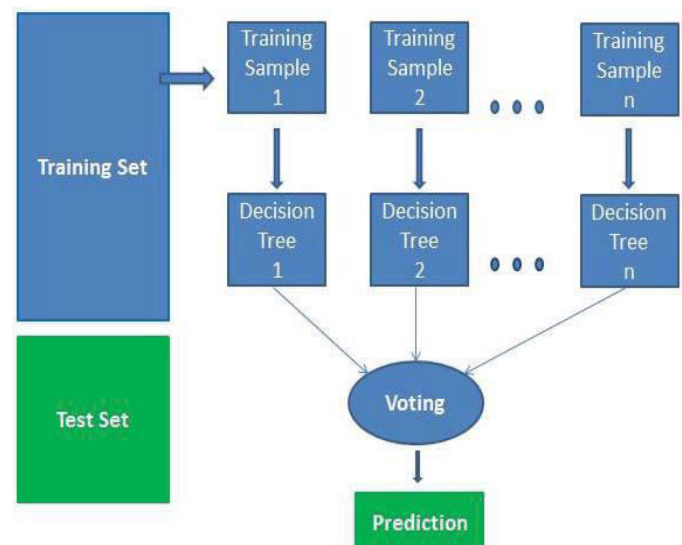 Training Set
Test Set
Training
Sample
1
Training
Sample
2
Training
Sample
n
Decision
Tree
1
Decision
Tree
2
Decision
Tree
n
Voting
Prediction